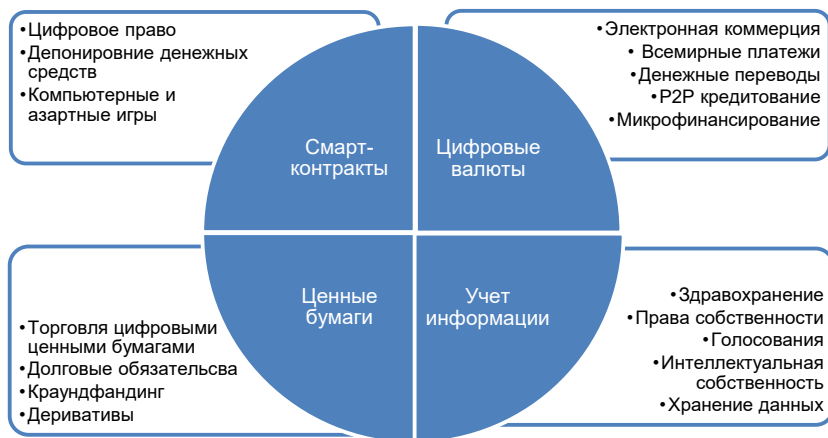 •Цифровое право
•Депонировние денежных
средств
•Компьютерные и
азартные игры
•Электронная коммерция
• Всемирные платежи
•Денежные переводы
•P2P кредитование
•Микрофинансирование
Смарт-
контракты
Цифровые
валюты
Ценные
бумаги
Учет
информации
•Торговля цифровыми
ценными бумагами
•Долговые обязательсва
•Краундфандинг
•Деривативы
•Здравохранение
•Права собственности
•Голосования
•Интеллектуальная
собственность
•Хранение данных